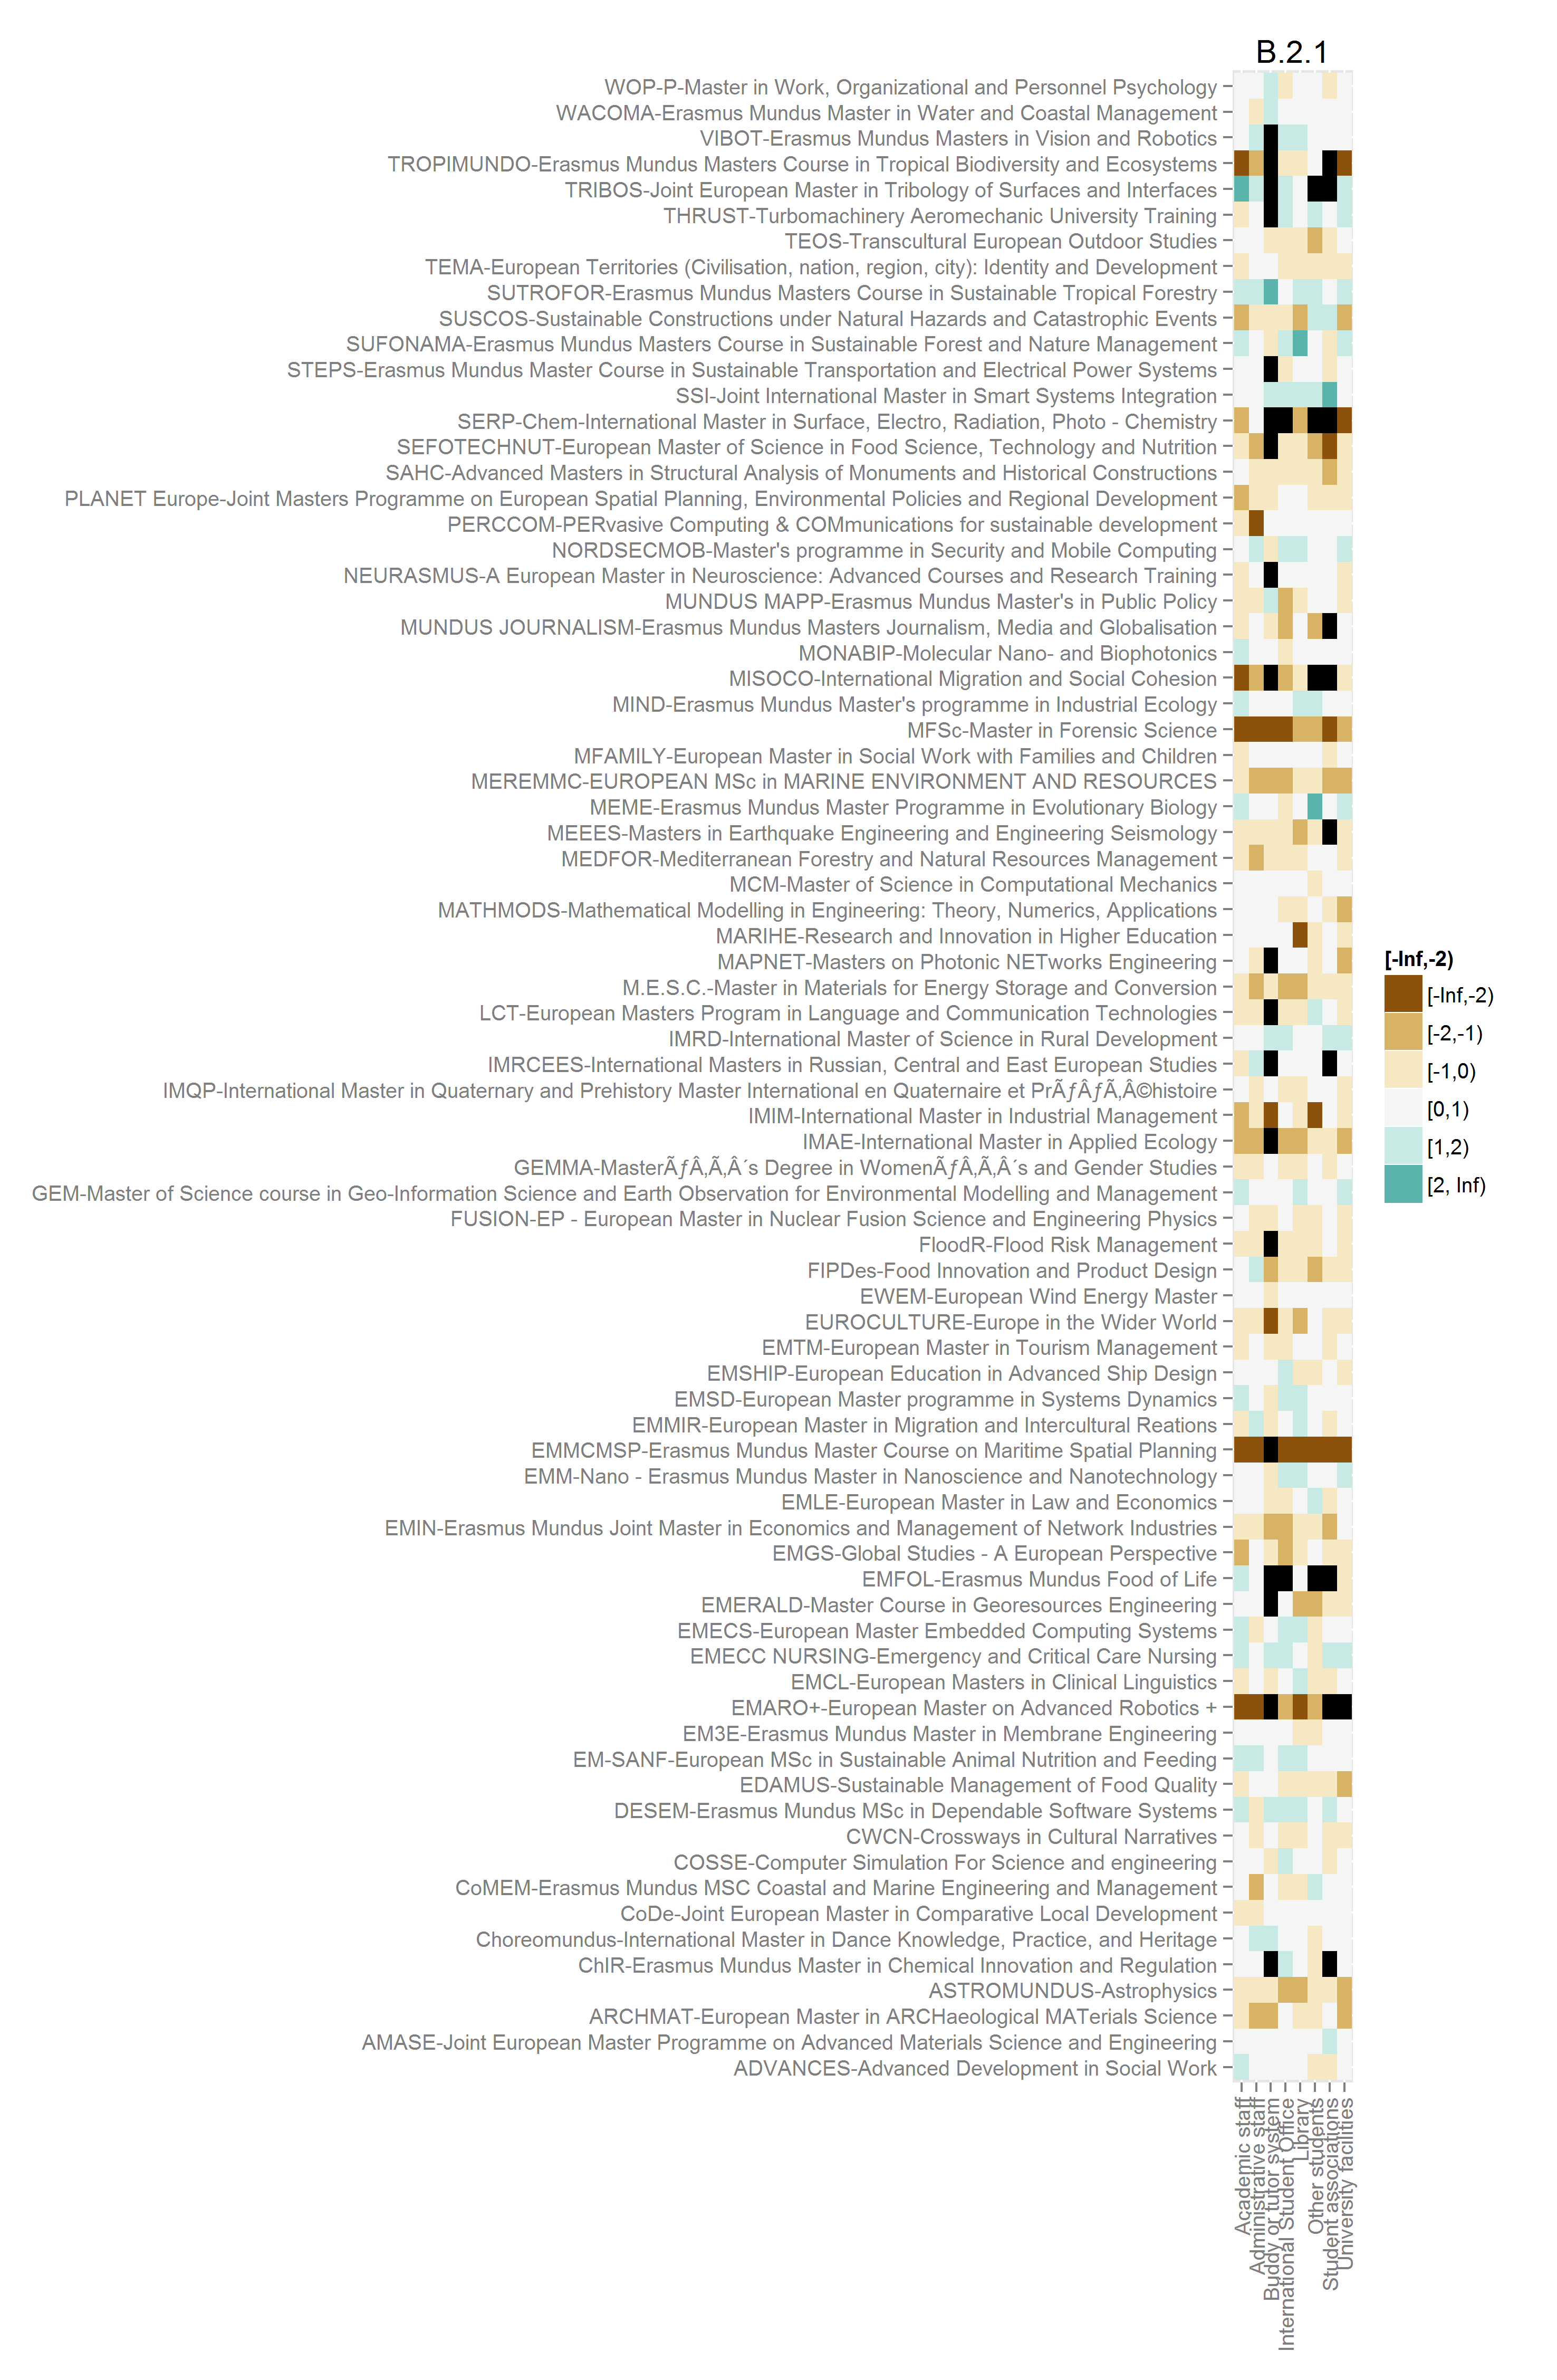 B.2.1
WOP-P-Master in Work, Organizational and Personnel Psychology
WACOMA-Erasmus Mundus Master in Water and Coastal Management
VIBOT-Erasmus Mundus Masters in Vision and Robotics
TROPIMUNDO-Erasmus Mundus Masters Course in Tropical Biodiversity and Ecosystems
TRIBOS-Joint European Master in Tribology of Surfaces and Interfaces
THRUST-Turbomachinery Aeromechanic University Training
TEOS-Transcultural European Outdoor Studies
TEMA-European Territories (Civilisation, nation, region, city): Identity and Development
SUTROFOR-Erasmus Mundus Masters Course in Sustainable Tropical Forestry
SUSCOS-Sustainable Constructions under Natural Hazards and Catastrophic Events
SUFONAMA-Erasmus Mundus Masters Course in Sustainable Forest and Nature Management
STEPS-Erasmus Mundus Master Course in Sustainable Transportation and Electrical Power Systems
SSI-Joint International Master in Smart Systems Integration
SERP-Chem-International Master in Surface, Electro, Radiation, Photo - Chemistry
SEFOTECHNUT-European Master of Science in Food Science, Technology and Nutrition
SAHC-Advanced Masters in Structural Analysis of Monuments and Historical Constructions
PLANET Europe-Joint Masters Programme on European Spatial Planning, Environmental Policies and Regional Development
PERCCOM-PERvasive Computing & COMmunications for sustainable development
NORDSECMOB-Master's programme in Security and Mobile Computing
NEURASMUS-A European Master in Neuroscience: Advanced Courses and Research Training
MUNDUS MAPP-Erasmus Mundus Master's in Public Policy
MUNDUS JOURNALISM-Erasmus Mundus Masters Journalism, Media and Globalisation
MONABIP-Molecular Nano- and Biophotonics
MISOCO-International Migration and Social Cohesion
MIND-Erasmus Mundus Master's programme in Industrial Ecology
MFSc-Master in Forensic Science
MFAMILY-European Master in Social Work with Families and Children
MEREMMC-EUROPEAN MSc in MARINE ENVIRONMENT AND RESOURCES
MEME-Erasmus Mundus Master Programme in Evolutionary Biology
MEEES-Masters in Earthquake Engineering and Engineering Seismology
MEDFOR-Mediterranean Forestry and Natural Resources Management
MCM-Master of Science in Computational Mechanics
MATHMODS-Mathematical Modelling in Engineering: Theory, Numerics, Applications
MARIHE-Research and Innovation in Higher Education
MAPNET-Masters on Photonic NETworks Engineering
M.E.S.C.-Master in Materials for Energy Storage and Conversion
LCT-European Masters Program in Language and Communication Technologies
IMRD-International Master of Science in Rural Development
IMRCEES-International Masters in Russian, Central and East European Studies
IMQP-International Master in Quaternary and Prehistory Master International en Quaternaire et PrÃƒÂƒÃ‚Â©histoire
IMIM-International Master in Industrial Management
IMAE-International Master in Applied Ecology
GEMMA-MasterÃƒÂ‚Ã‚Â´s Degree in WomenÃƒÂ‚Ã‚Â´s and Gender Studies
GEM-Master of Science course in Geo-Information Science and Earth Observation for Environmental Modelling and Management
FUSION-EP - European Master in Nuclear Fusion Science and Engineering Physics
FloodR-Flood Risk Management
FIPDes-Food Innovation and Product Design
EWEM-European Wind Energy Master
EUROCULTURE-Europe in the Wider World
EMTM-European Master in Tourism Management
EMSHIP-European Education in Advanced Ship Design
EMSD-European Master programme in Systems Dynamics
EMMIR-European Master in Migration and Intercultural Reations
EMMCMSP-Erasmus Mundus Master Course on Maritime Spatial Planning
EMM-Nano - Erasmus Mundus Master in Nanoscience and Nanotechnology
EMLE-European Master in Law and Economics
EMIN-Erasmus Mundus Joint Master in Economics and Management of Network Industries
EMGS-Global Studies - A European Perspective
EMFOL-Erasmus Mundus Food of Life
EMERALD-Master Course in Georesources Engineering
EMECS-European Master Embedded Computing Systems
EMECC NURSING-Emergency and Critical Care Nursing
EMCL-European Masters in Clinical Linguistics
EMARO+-European Master on Advanced Robotics +
EM3E-Erasmus Mundus Master in Membrane Engineering
EM-SANF-European MSc in Sustainable Animal Nutrition and Feeding
EDAMUS-Sustainable Management of Food Quality
DESEM-Erasmus Mundus MSc in Dependable Software Systems
CWCN-Crossways in Cultural Narratives
COSSE-Computer Simulation For Science and engineering
CoMEM-Erasmus Mundus MSC Coastal and Marine Engineering and Management
CoDe-Joint European Master in Comparative Local Development
Choreomundus-International Master in Dance Knowledge, Practice, and Heritage
ChIR-Erasmus Mundus Master in Chemical Innovation and Regulation
ASTROMUNDUS-Astrophysics
ARCHMAT-European Master in ARCHaeological MATerials Science
AMASE-Joint European Master Programme on Advanced Materials Science and Engineering
ADVANCES-Advanced Development in Social Work
Academic staff
Administrative staff
Buddy or tutor system
International Student Office
Library
Other students
Student associations
University facilities
[-Inf,-2)
[-Inf,-2)
[-2,-1)
[-1,0)
[0,1)
[1,2)
[2, Inf)